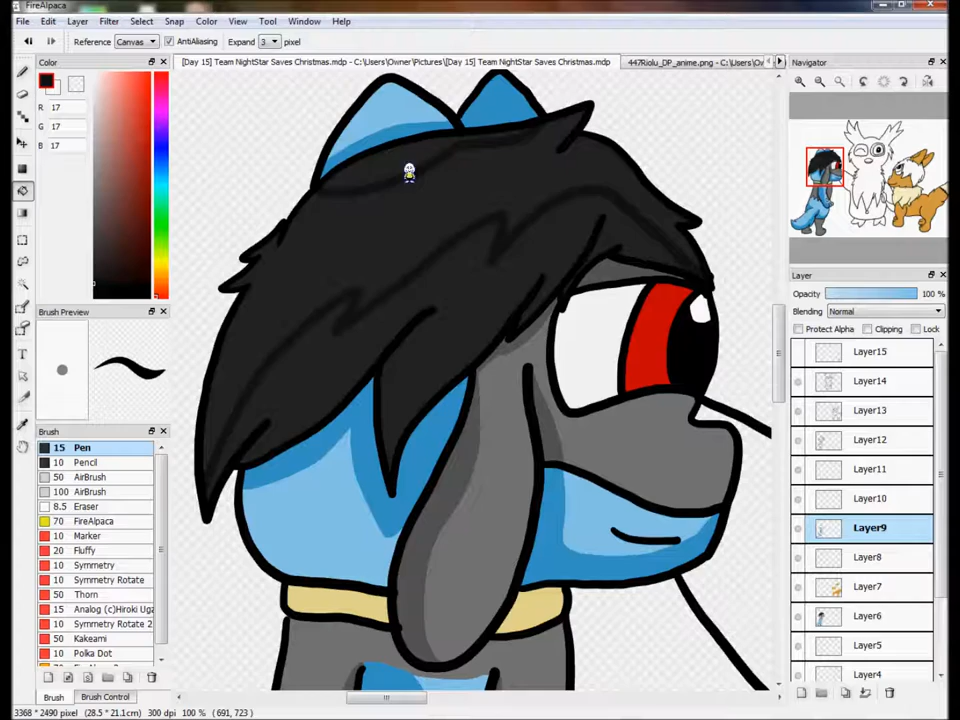 FireAlpaca
File Edit Layer Filter Select Snap Color View Tool Window Help
Reference Canvas AntiAliasing Expand 3 pixel
Color
R 17
G 17
B 17
Brush Preview
Brush
15 Pen
10 Pencil
50 AirBrush
100 AirBrush
8.5 Eraser
70 FireAlpaca
10 Marker
20 Fluffy
10 Symmetry
10 Symmetry Rotate
50 Thorn
15 Analog (c)Hiroki Uga
10 Symmetry Rotate 2
50 Kakeami
10 Polka Dot
Brush Brush Control
[Day 15] Team NightStar Saves Christmas.mdp - C:\Users\Owner\Pictures\[Day 15] Team NightStar Saves Christmas.mdp
447Riolu_DP_anime.png - C:\Users\Ow
Navigator
Layer
Opacity 100 %
Blending Normal
Protect Alpha Clipping Lock
Layer15
Layer14
Layer13
Layer12
Layer11
Layer10
Layer9
Layer8
Layer7
Layer6
Layer5
Layer4
3368 * 2490 pixel (28.5 * 21.1cm) 300 dpi 100 % (691, 723)